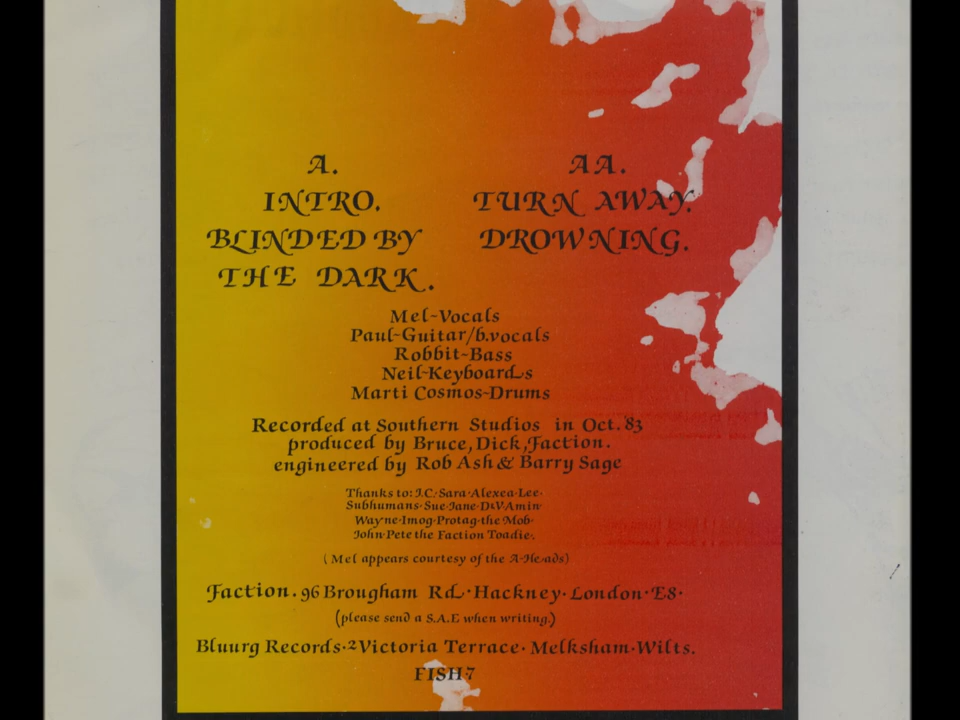 A.
INTRO.
BLINDED BY
THE DARK.
AA.
TURN AWAY.
DROWNING.
Mel-Vocals
Paul-Guitar/b.vocals
Robbit-Bass
Neil-Keyboards
Marti Cosmos-Drums
Recorded at Southern Studios in Oct.'83
produced by Bruce, Dick, Faction.
engineered by Rob Ash & Barry Sage
Thanks to: J.C· Sara· Alexea· Lee·
Subhumans· Sue· Jane· D&V Amin·
Wayne· Imog· Protag· the Mob·
John· Pete the Faction Toadie·.
( Mel appears courtesy of the A-Heads)
Faction. 96 Brougham Rd.· Hackney· London· E8·
(please send a S.A.E when writing.)
Bluurg Records· 2 Victoria Terrace· Melksham· Wilts.
FISH·7